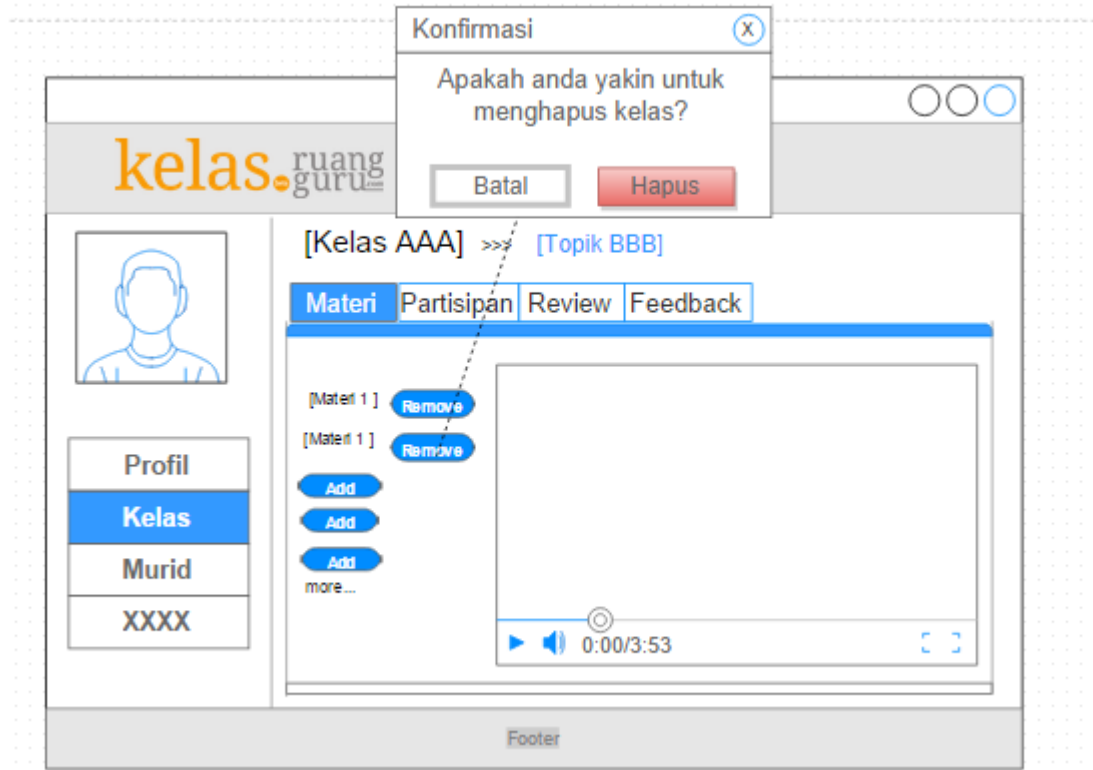 Konfirmasi X
Apakah anda yakin untuk
menghapus kelas?
Batal Hapus
kelas. ruang
guru.com
[Kelas AAA] >>> [Topik BBB]
Materi Partisipan Review Feedback
[Materi 1 ] Remove
[Materi 1 ] Remove
Add
Add
Add
more...
Profil
Kelas
Murid
XXXX
0:00/3:53
Footer